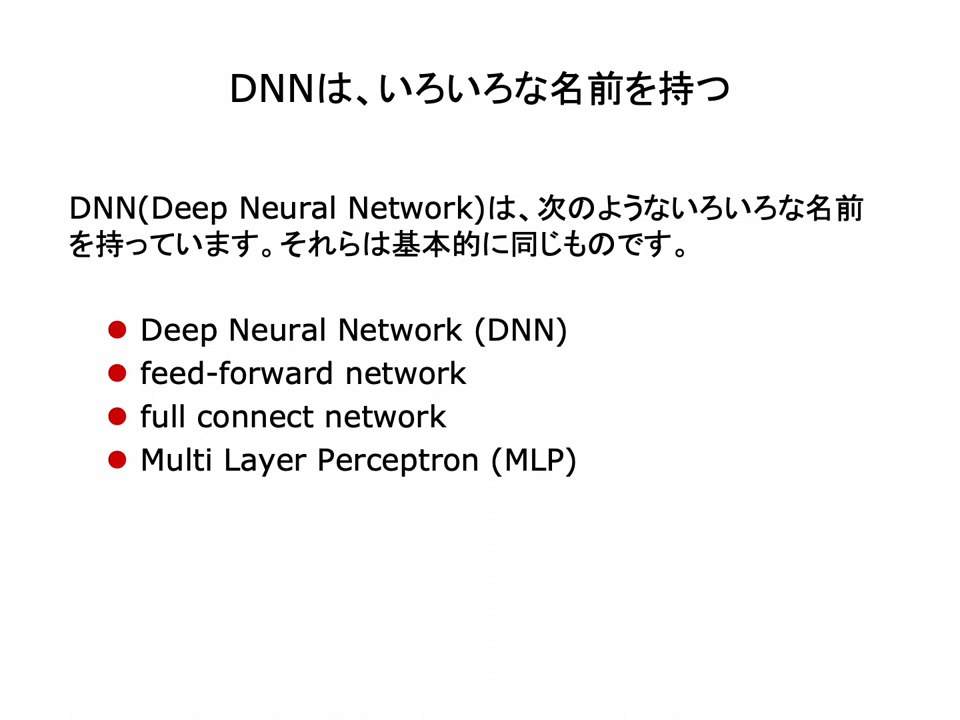 DNNは、いろいろな名前を持つ
DNN(Deep Neural Network)は、次のようないろいろな名前
を持っています。それらは基本的に同じものです。
● Deep Neural Network (DNN)
● feed-forward network
● full connect network
● Multi Layer Perceptron (MLP)